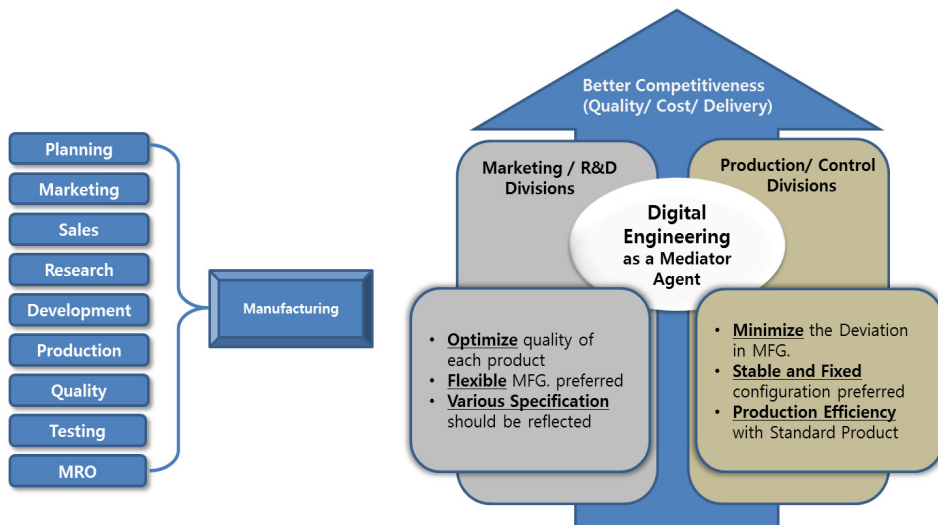 Planning
Marketing
Sales
Research
Development
Production
Quality
Testing
MRO
Manufacturing
Better Competitiveness
(Quality/ Cost/ Delivery)
Marketing / R&D
Divisions
Production/ Control
Divisions
Digital
Engineering
as a Mediator
Agent
• Optimize quality of
each product
• Flexible MFG. preferred
• Various Specification
should be reflected
• Minimize the Deviation
in MFG.
• Stable and Fixed
configuration preferred
• Production Efficiency
with Standard Product